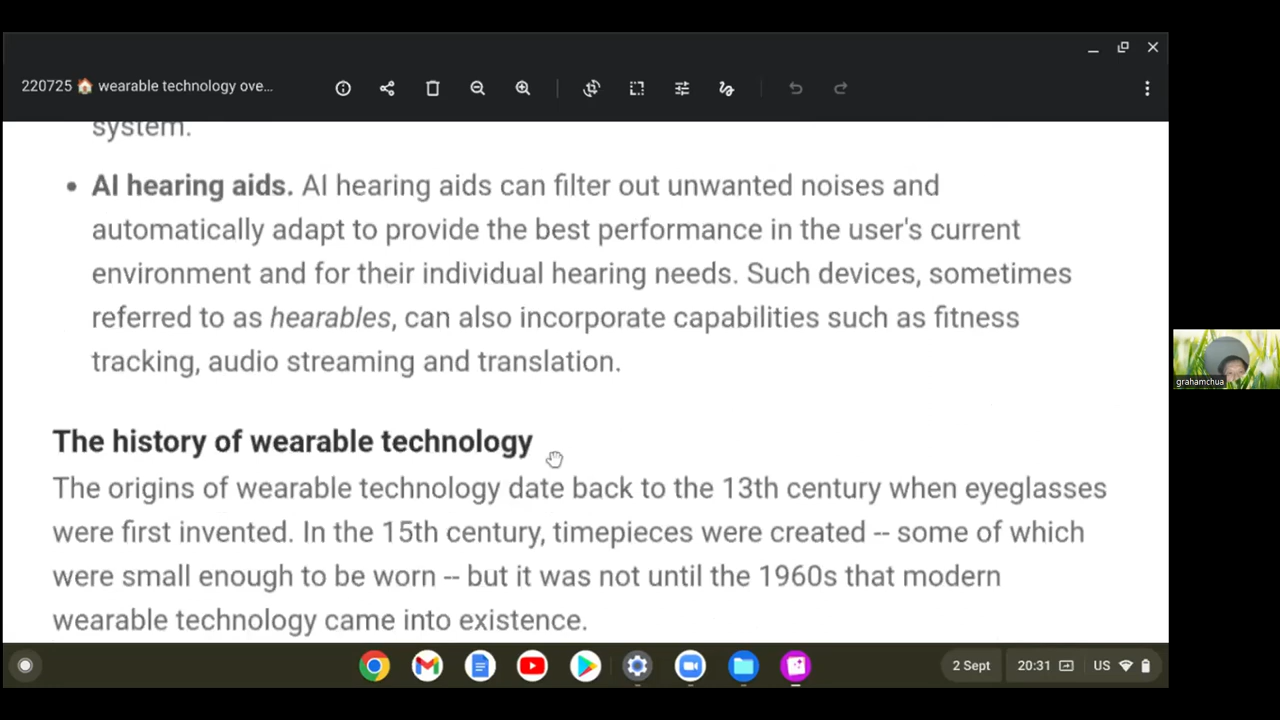 220725 🏠 wearable technology ove...
system.
• AI hearing aids. AI hearing aids can filter out unwanted noises and
automatically adapt to provide the best performance in the user's current
environment and for their individual hearing needs. Such devices, sometimes
referred to as hearables, can also incorporate capabilities such as fitness
tracking, audio streaming and translation.
grahamchua
The history of wearable technology
The origins of wearable technology date back to the 13th century when eyeglasses
were first invented. In the 15th century, timepieces were created -- some of which
were small enough to be worn -- but it was not until the 1960s that modern
wearable technology came into existence.
2 Sept 20:31 US